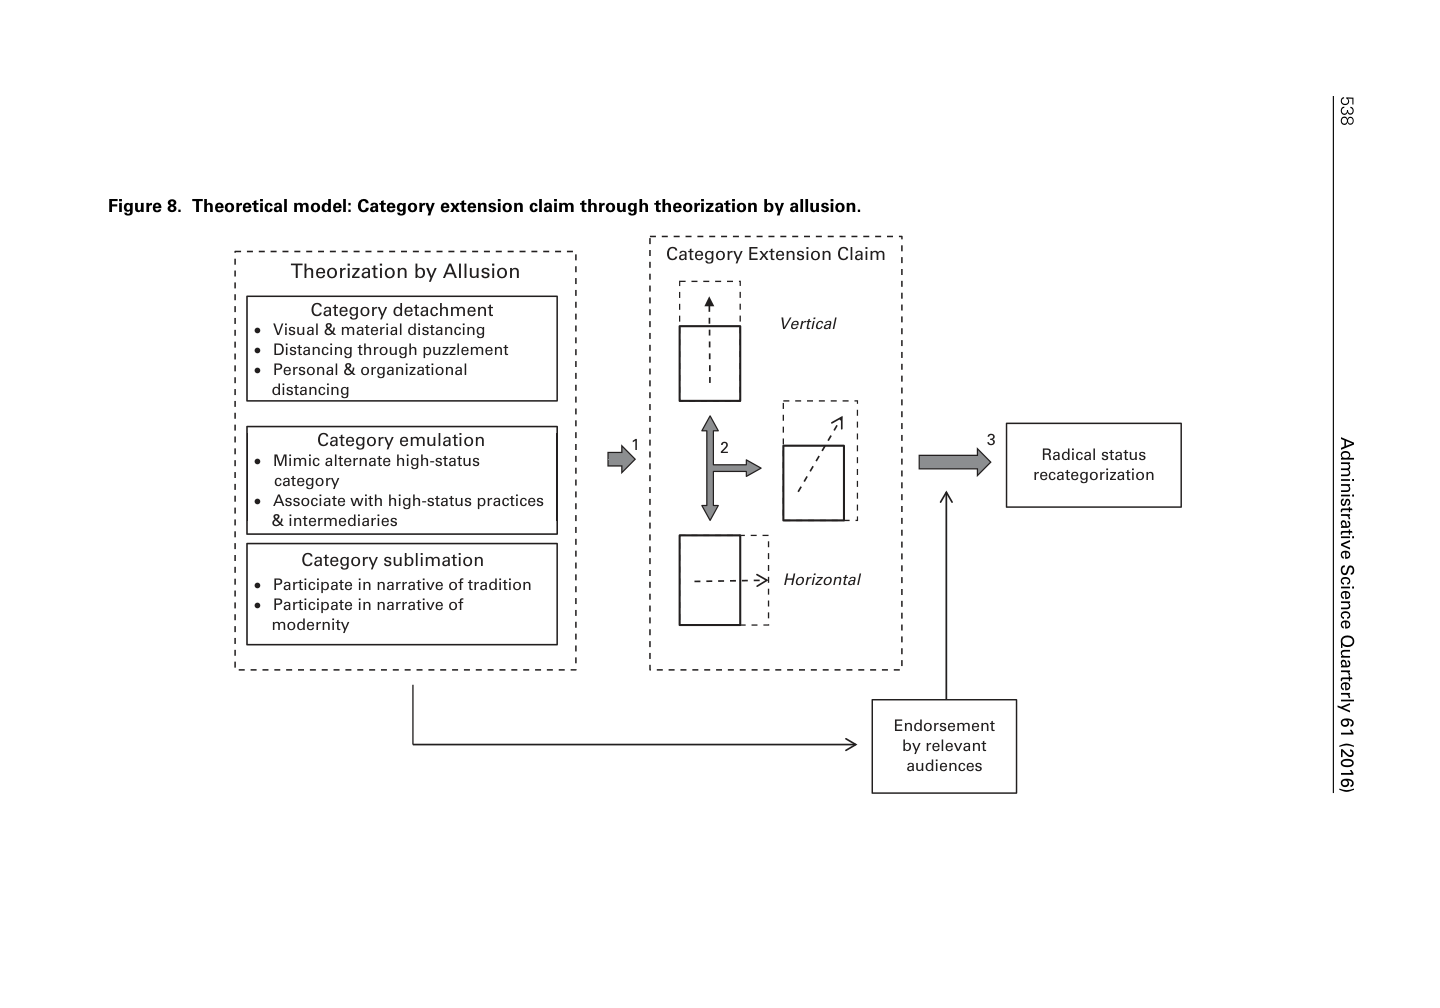 538
Administrative Science Quarterly 61 (2016)
Figure 8. Theoretical model: Category extension claim through theorization by allusion.
Theorization by Allusion
Category detachment
• Visual & material distancing
• Distancing through puzzlement
• Personal & organizational
distancing
Category emulation
• Mimic alternate high-status
category
• Associate with high-status practices
& intermediaries
Category sublimation
• Participate in narrative of tradition
• Participate in narrative of
modernity
1
Category Extension Claim
Vertical
2
Horizontal
3
Radical status
recategorization
Endorsement
by relevant
audiences